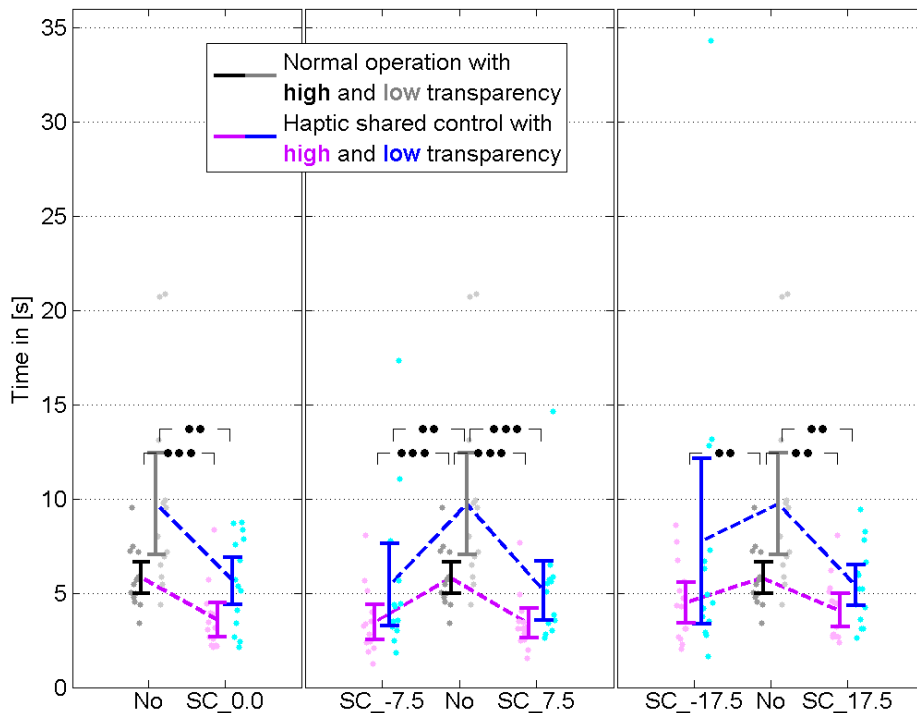 35
30
25
20
15
10
5
0
Time in [s]
Normal operation with
high and low transparency
Haptic shared control with
high and low transparency
No SC_0.0
SC_-7.5 No SC_7.5
SC_-17.5 No SC_17.5